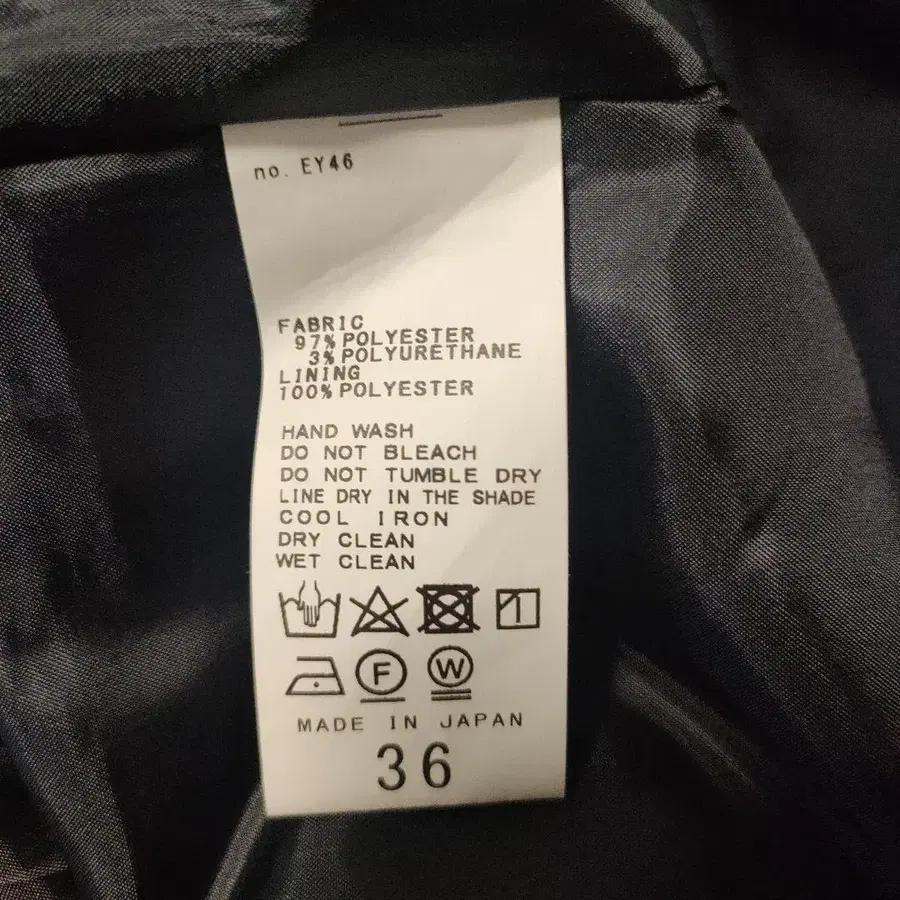 no. EY46
FABRIC
97% POLYESTER
3% POLYURETHANE
LINING
100% POLYESTER
HAND WASH
DO NOT BLEACH
DO NOT TUMBLE DRY
LINE DRY IN THE SHADE
COOL IRON
DRY CLEAN
WET CLEAN
F W
MADE IN JAPAN
36